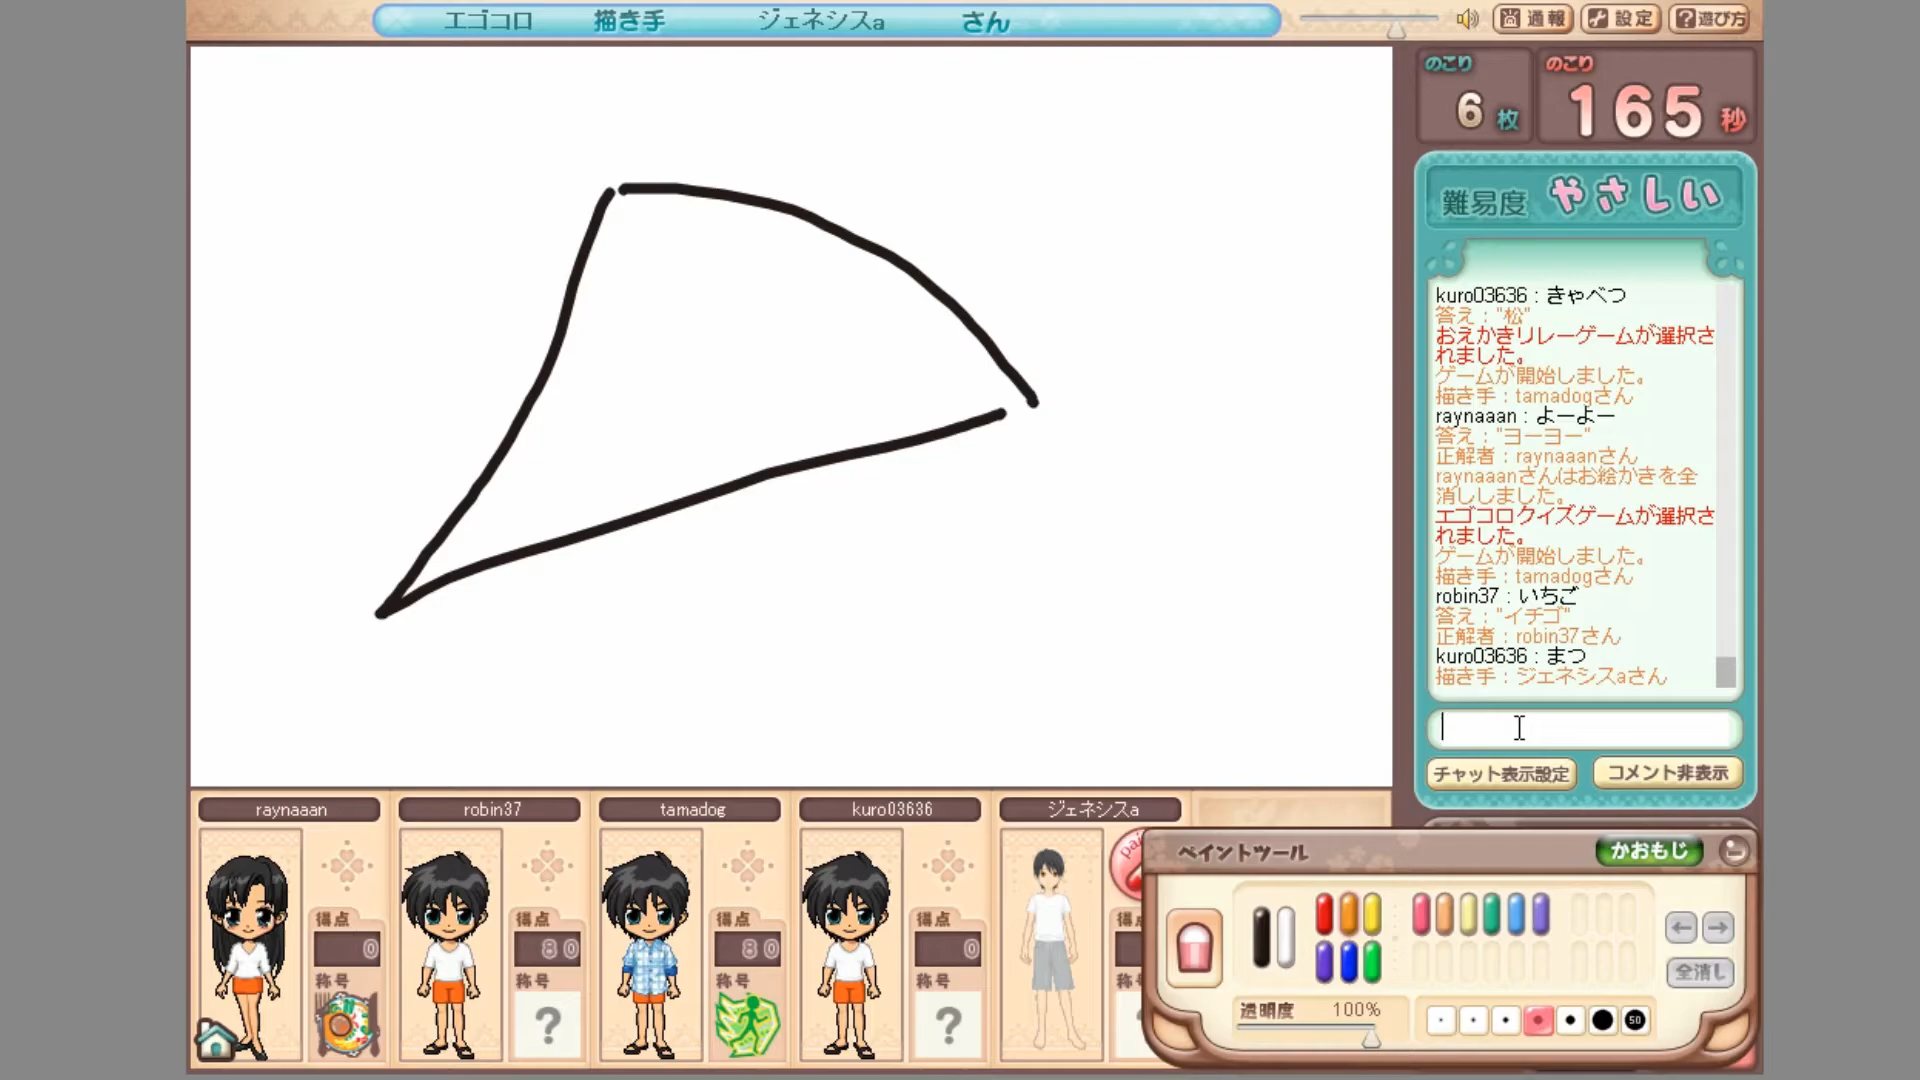 エゴコロ 描き手 ジェネシスa さん
通報 設定 ?遊び方
のこり 6 枚
のこり 165 秒
難易度 やさしい
kuro03636 : きゃべつ
答え : "松"
おえかきリレーゲームが選択さ
れました。
ゲームが開始しました。
描き手 : tamadogさん
raynaaan : よーよー
答え : "ヨーヨー"
正解者 : raynaaanさん
raynaaanさんはお絵かきを全
消ししました。
エゴコロクイズゲームが選択さ
れました。
ゲームが開始しました。
描き手 : tamadogさん
robin37 : いちご
答え : "イチゴ"
正解者 : robin37さん
kuro03636 : まつ
描き手 : ジェネシスaさん
チャット表示設定 コメント非表示
raynaaan robin37 tamadog kuro03636 ジェネシスa
得点 得点 得点 得点 得点
0 80 80 0
称号 称号 称号 称号 称号
? ?
ペイントツール かおもじ
全消し
透明度 100%
50